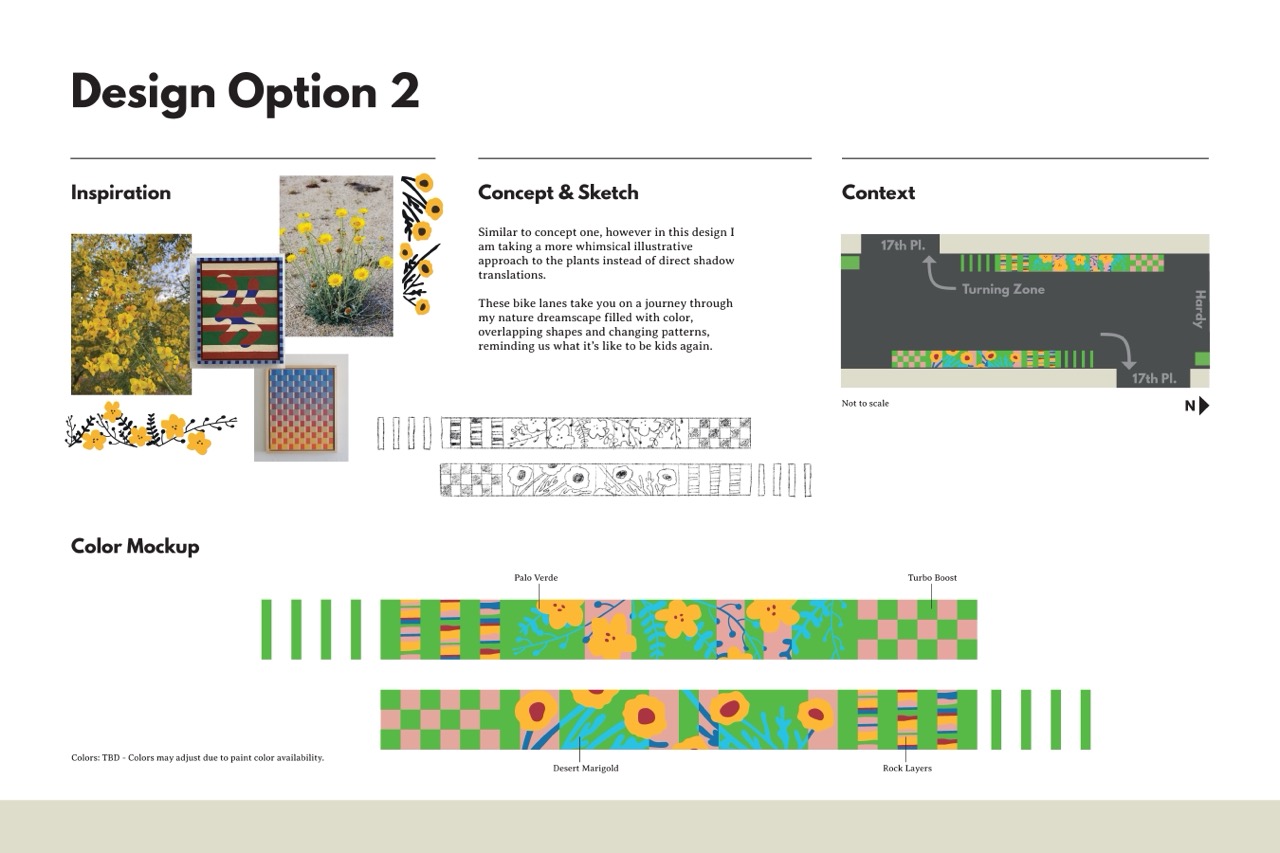 Design Option 2
Inspiration
Concept & Sketch
Similar to concept one, however in this design I
am taking a more whimsical illustrative
approach to the plants instead of direct shadow
translations.
These bike lanes take you on a journey through
my nature dreamscape filled with color,
overlapping shapes and changing patterns,
reminding us what it's like to be kids again.
Context
17th Pl.
Turning Zone
Hardy
17th Pl.
Not to scale
N
Color Mockup
Palo Verde
Turbo Boost
Desert Marigold
Rock Layers
Colors: TBD - Colors may adjust due to paint color availability.